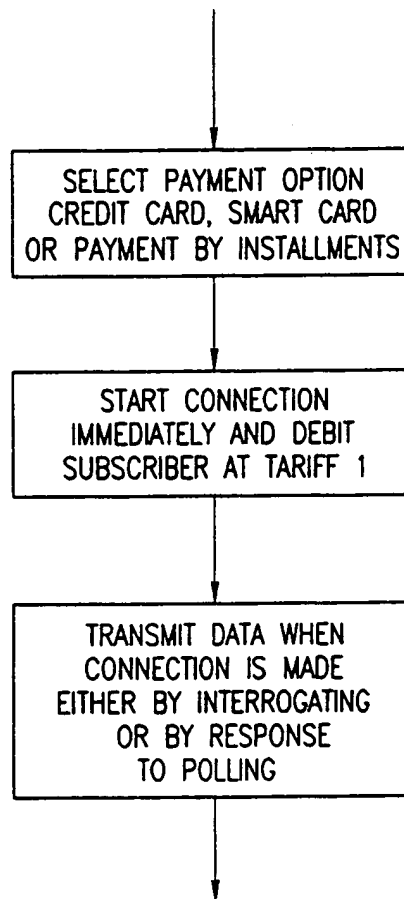 SELECT PAYMENT OPTION
CREDIT CARD, SMART CARD
OR PAYMENT BY INSTALLMENTS
START CONNECTION
IMMEDIATELY AND DEBIT
SUBSCRIBER AT TARIFF 1
TRANSMIT DATA WHEN
CONNECTION IS MADE
EITHER BY INTERROGATING
OR BY RESPONSE
TO POLLING